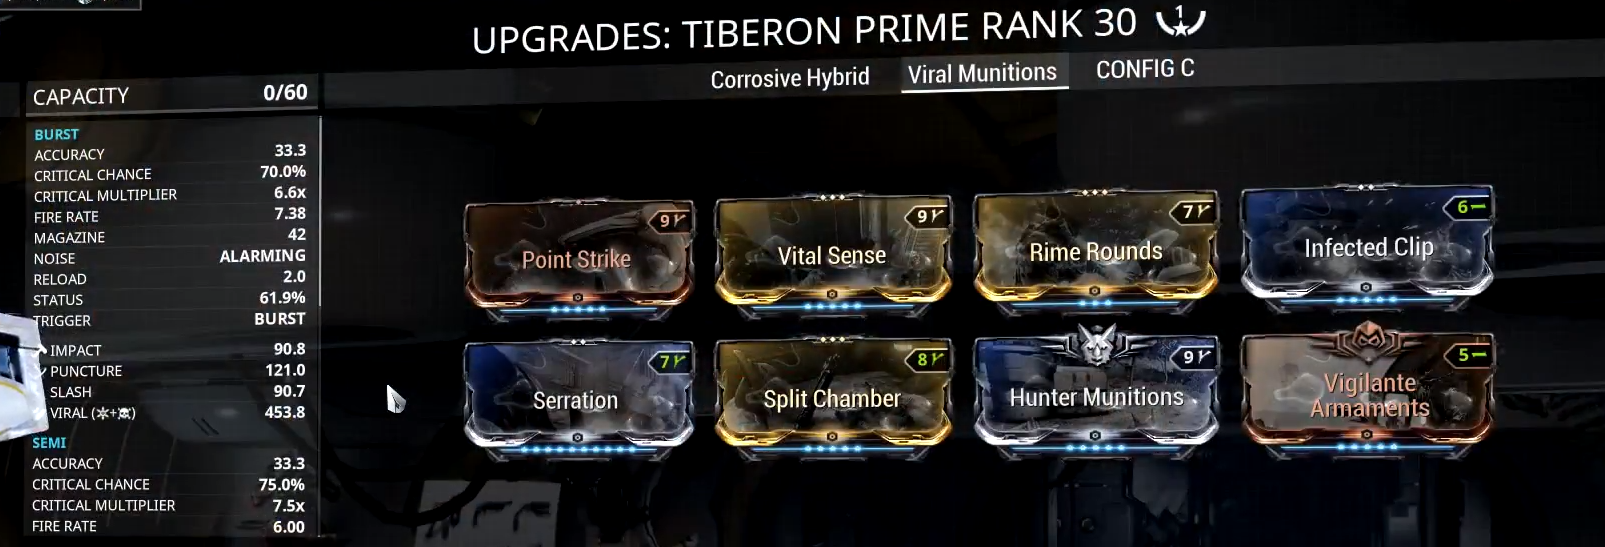 UPGRADES: TIBERON PRIME RANK 30 1
Corrosive Hybrid Viral Munitions CONFIG C
CAPACITY 0/60
BURST
ACCURACY 33.3
CRITICAL CHANCE 70.0%
CRITICAL MULTIPLIER 6.6x
FIRE RATE 7.38
MAGAZINE 42
NOISE ALARMING
RELOAD 2.0
STATUS 61.9%
TRIGGER BURST
IMPACT 90.8
PUNCTURE 121.0
SLASH 90.7
VIRAL (+) 453.8
SEMI
ACCURACY 33.3
CRITICAL CHANCE 75.0%
CRITICAL MULTIPLIER 7.5x
FIRE RATE 6.00
9
Point Strike
9
Vital Sense
7
Rime Rounds
6
Infected Clip
7
Serration
8
Split Chamber
9
Hunter Munitions
5
Vigilante
Armaments